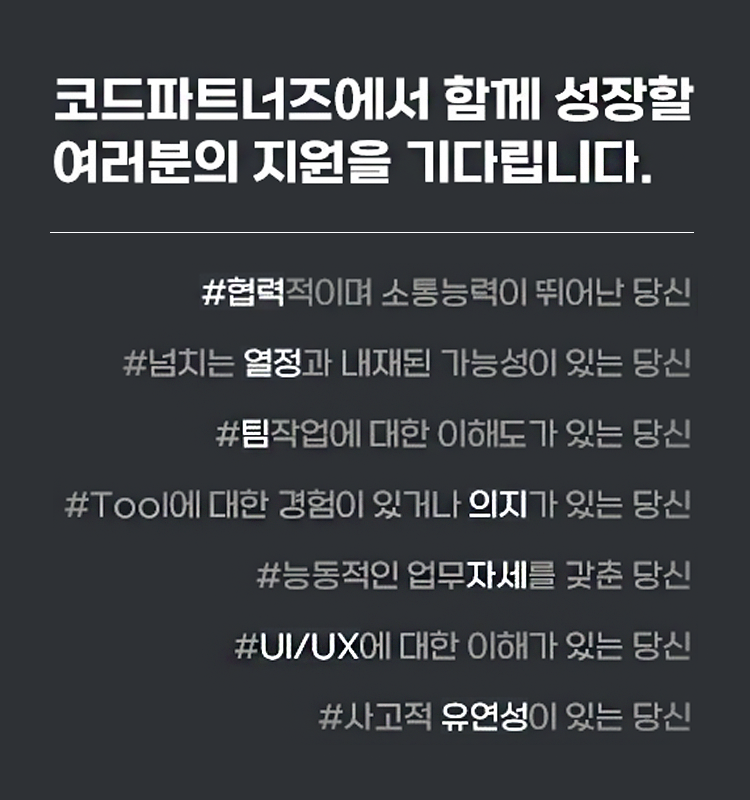 코드파트너즈에서 함께 성장할
여러분의 지원을 기다립니다.
#협력적이며 소통능력이 뛰어난 당신
#넘치는 열정과 내재된 가능성이 있는 당신
#팀작업에 대한 이해도가 있는 당신
#Tool에 대한 경험이 있거나 의지가 있는 당신
#능동적인 업무자세를 갖춘 당신
#UI/UX에 대한 이해가 있는 당신
#사고적 유연성이 있는 당신